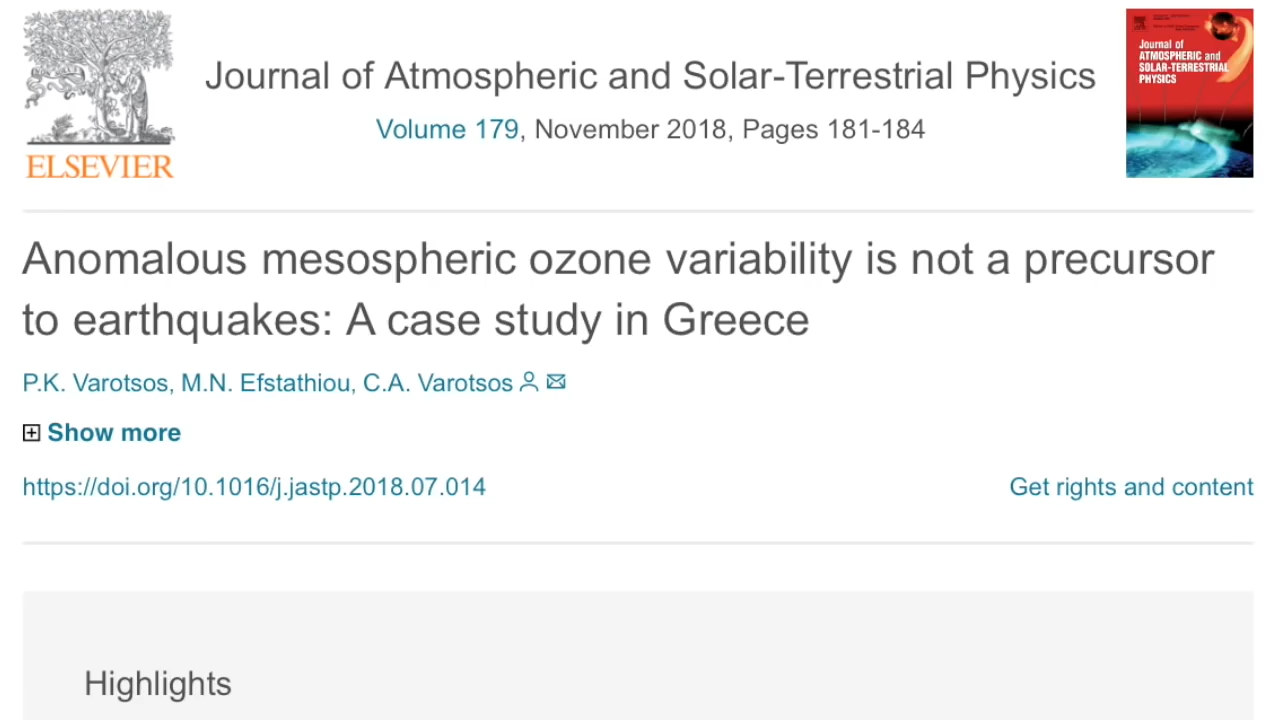 ELSEVIER
Journal of Atmospheric and Solar-Terrestrial Physics
Volume 179, November 2018, Pages 181-184
Journal of
ATMOSPHERIC and
SOLAR-TERRESTRIAL
PHYSICS
Anomalous mesospheric ozone variability is not a precursor
to earthquakes: A case study in Greece
P.K. Varotsos, M.N. Efstathiou, C.A. Varotsos
Show more
https://doi.org/10.1016/j.jastp.2018.07.014
Get rights and content
Highlights